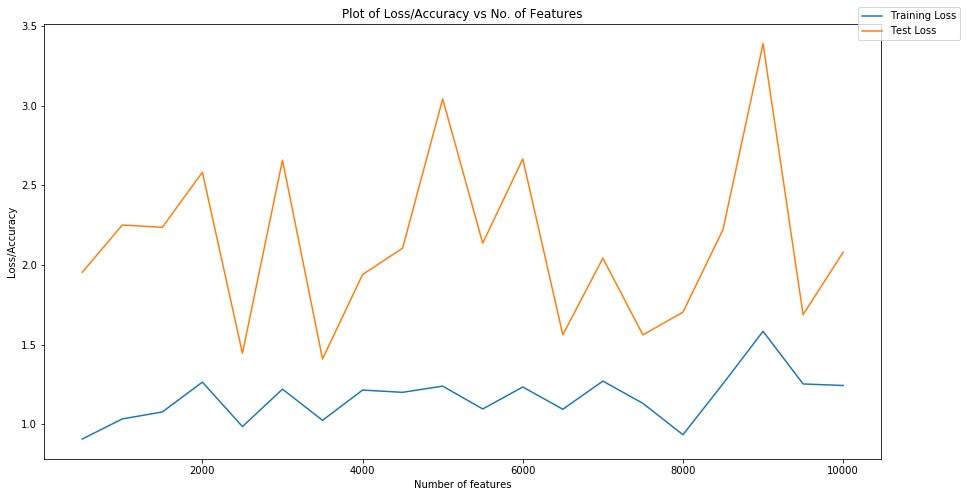 Plot of Loss/Accuracy vs No. of Features
Training Loss
Test Loss
3.5
3.0
2.5
2.0
1.5
1.0
Loss/Accuracy
2000
4000
6000
8000
10000
Number of features